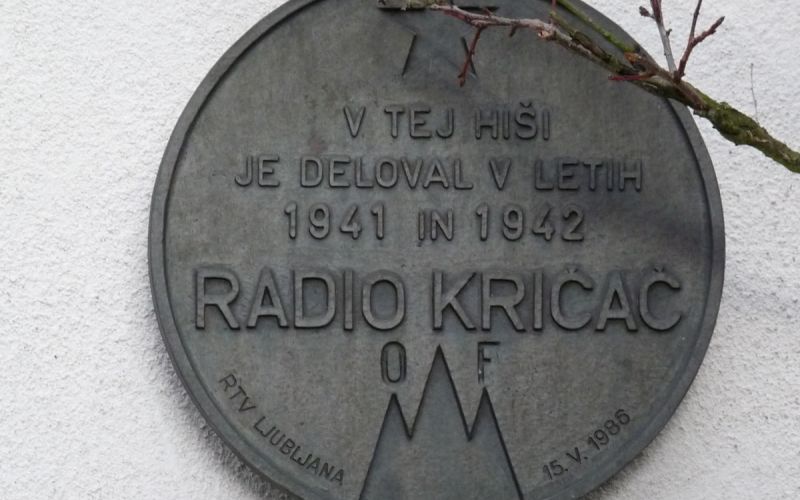 V TEJ HIŠI
JE DELOVAL V LETIH
1941 IN 1942
RADIO KRIČAČ
O F
RTV LJUBLJANA
15. V. 1986